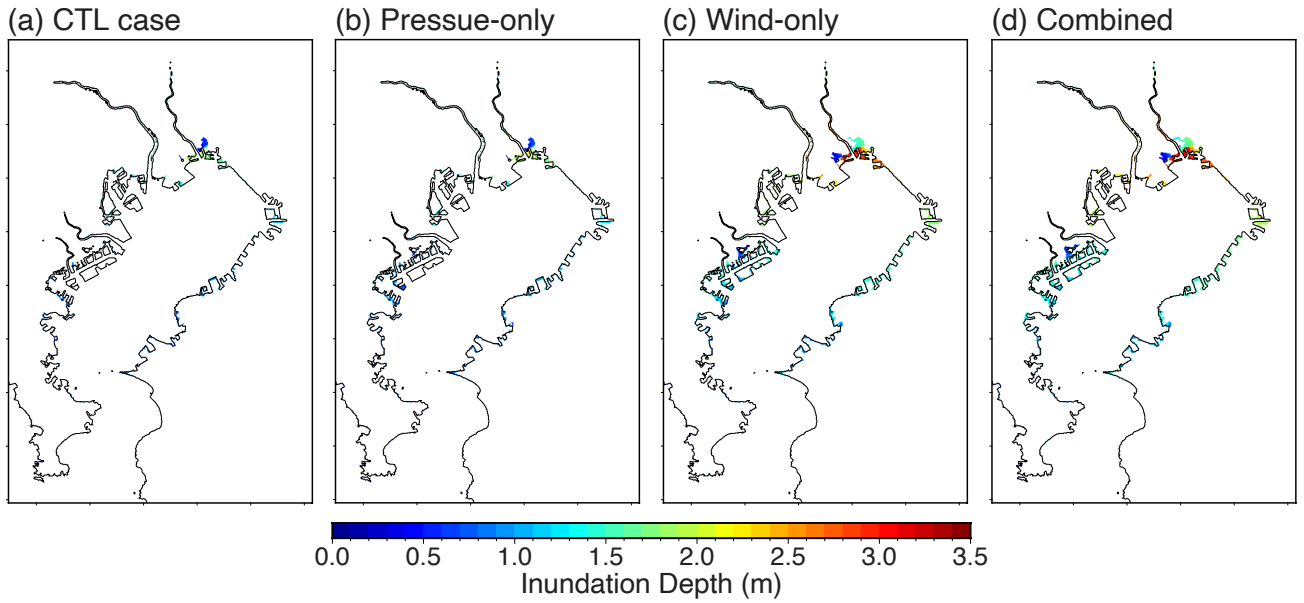 (a) CTL case
(b) Pressue-only
(c) Wind-only
(d) Combined
0.0 0.5 1.0 1.5 2.0 2.5 3.0 3.5
Inundation Depth (m)